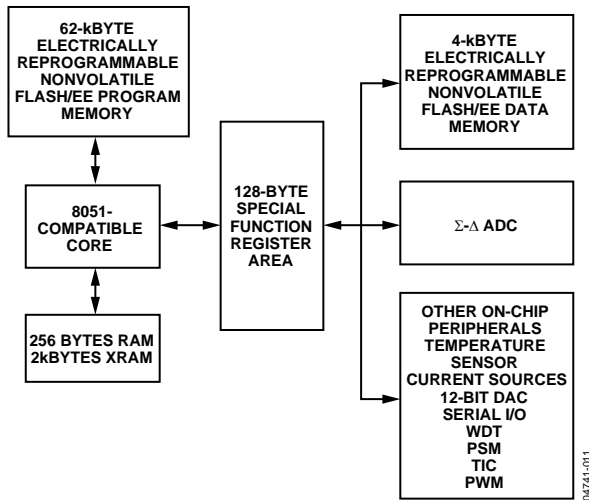 62-kBYTE
ELECTRICALLY
REPROGRAMMABLE
NONVOLATILE
FLASH/EE PROGRAM
MEMORY
8051-
COMPATIBLE
CORE
256 BYTES RAM
2kBYTES XRAM
128-BYTE
SPECIAL
FUNCTION
REGISTER
AREA
4-kBYTE
ELECTRICALLY
REPROGRAMMABLE
NONVOLATILE
FLASH/EE DATA
MEMORY
Σ-Δ ADC
OTHER ON-CHIP
PERIPHERALS
TEMPERATURE
SENSOR
CURRENT SOURCES
12-BIT DAC
SERIAL I/O
WDT
PSM
TIC
PWM
04741-011